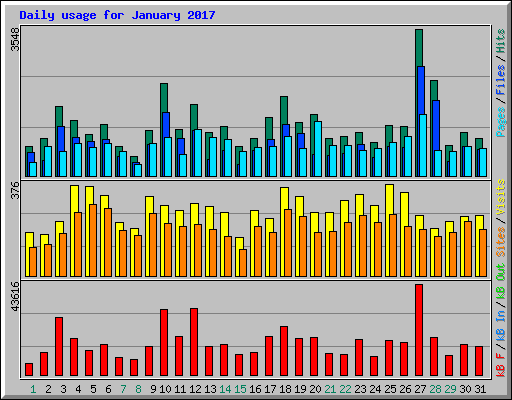 Daily usage for January 2017
3548
Pages / Files / Hits
376
Sites / Visits
43616
kB F / kB In / kB Out
1 2 3 4 5 6 7 8 9 10 11 12 13 14 15 16 17 18 19 20 21 22 23 24 25 26 27 28 29 30 31